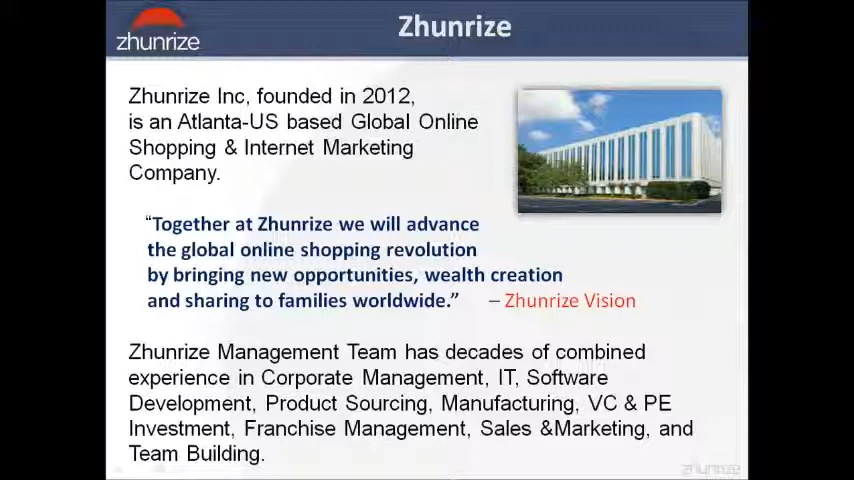 zhunrize
Zhunrize
Zhunrize Inc, founded in 2012,
is an Atlanta-US based Global Online
Shopping & Internet Marketing
Company.
“Together at Zhunrize we will advance
the global online shopping revolution
by bringing new opportunities, wealth creation
and sharing to families worldwide.” – Zhunrize Vision
Zhunrize Management Team has decades of combined
experience in Corporate Management, IT, Software
Development, Product Sourcing, Manufacturing, VC & PE
Investment, Franchise Management, Sales &Marketing, and
Team Building.
zhunrize